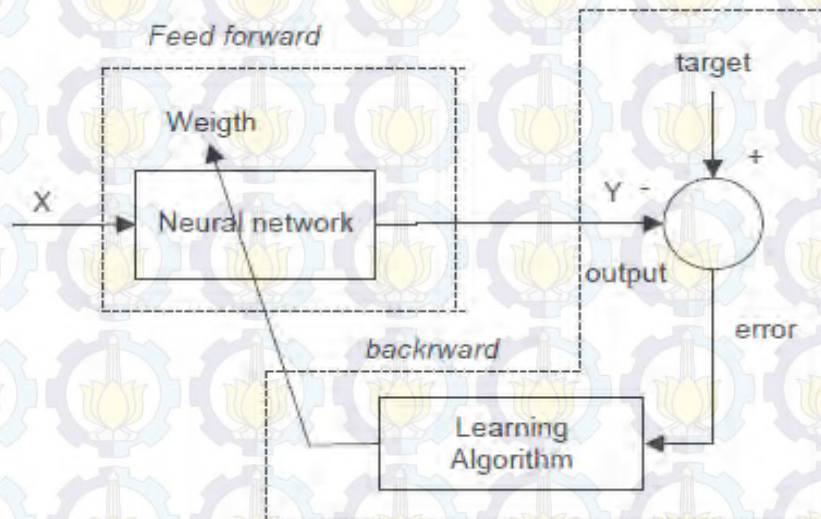 Feed forward
target
Weigth
+
X
Neural network
Y -
output
error
backrward
Learning
Algorithm